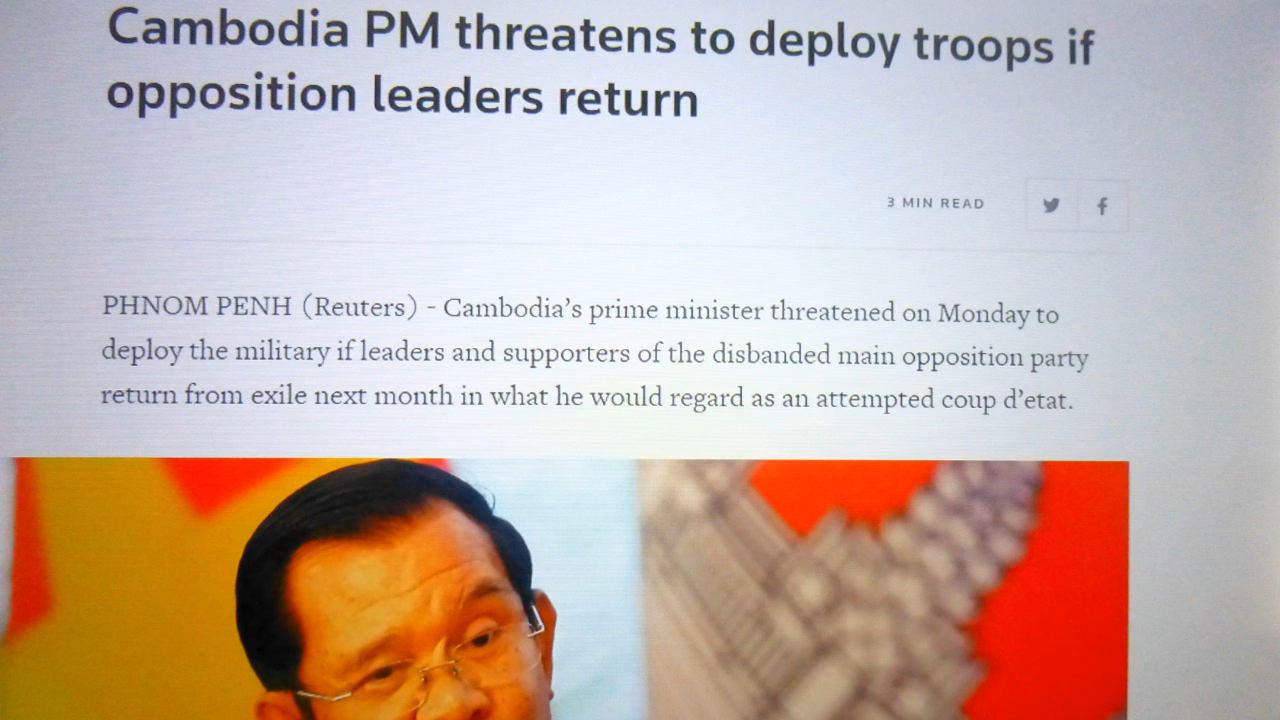 Cambodia PM threatens to deploy troops if
opposition leaders return
3 MIN READ
PHNOM PENH (Reuters) - Cambodia’s prime minister threatened on Monday to
deploy the military if leaders and supporters of the disbanded main opposition party
return from exile next month in what he would regard as an attempted coup d’etat.